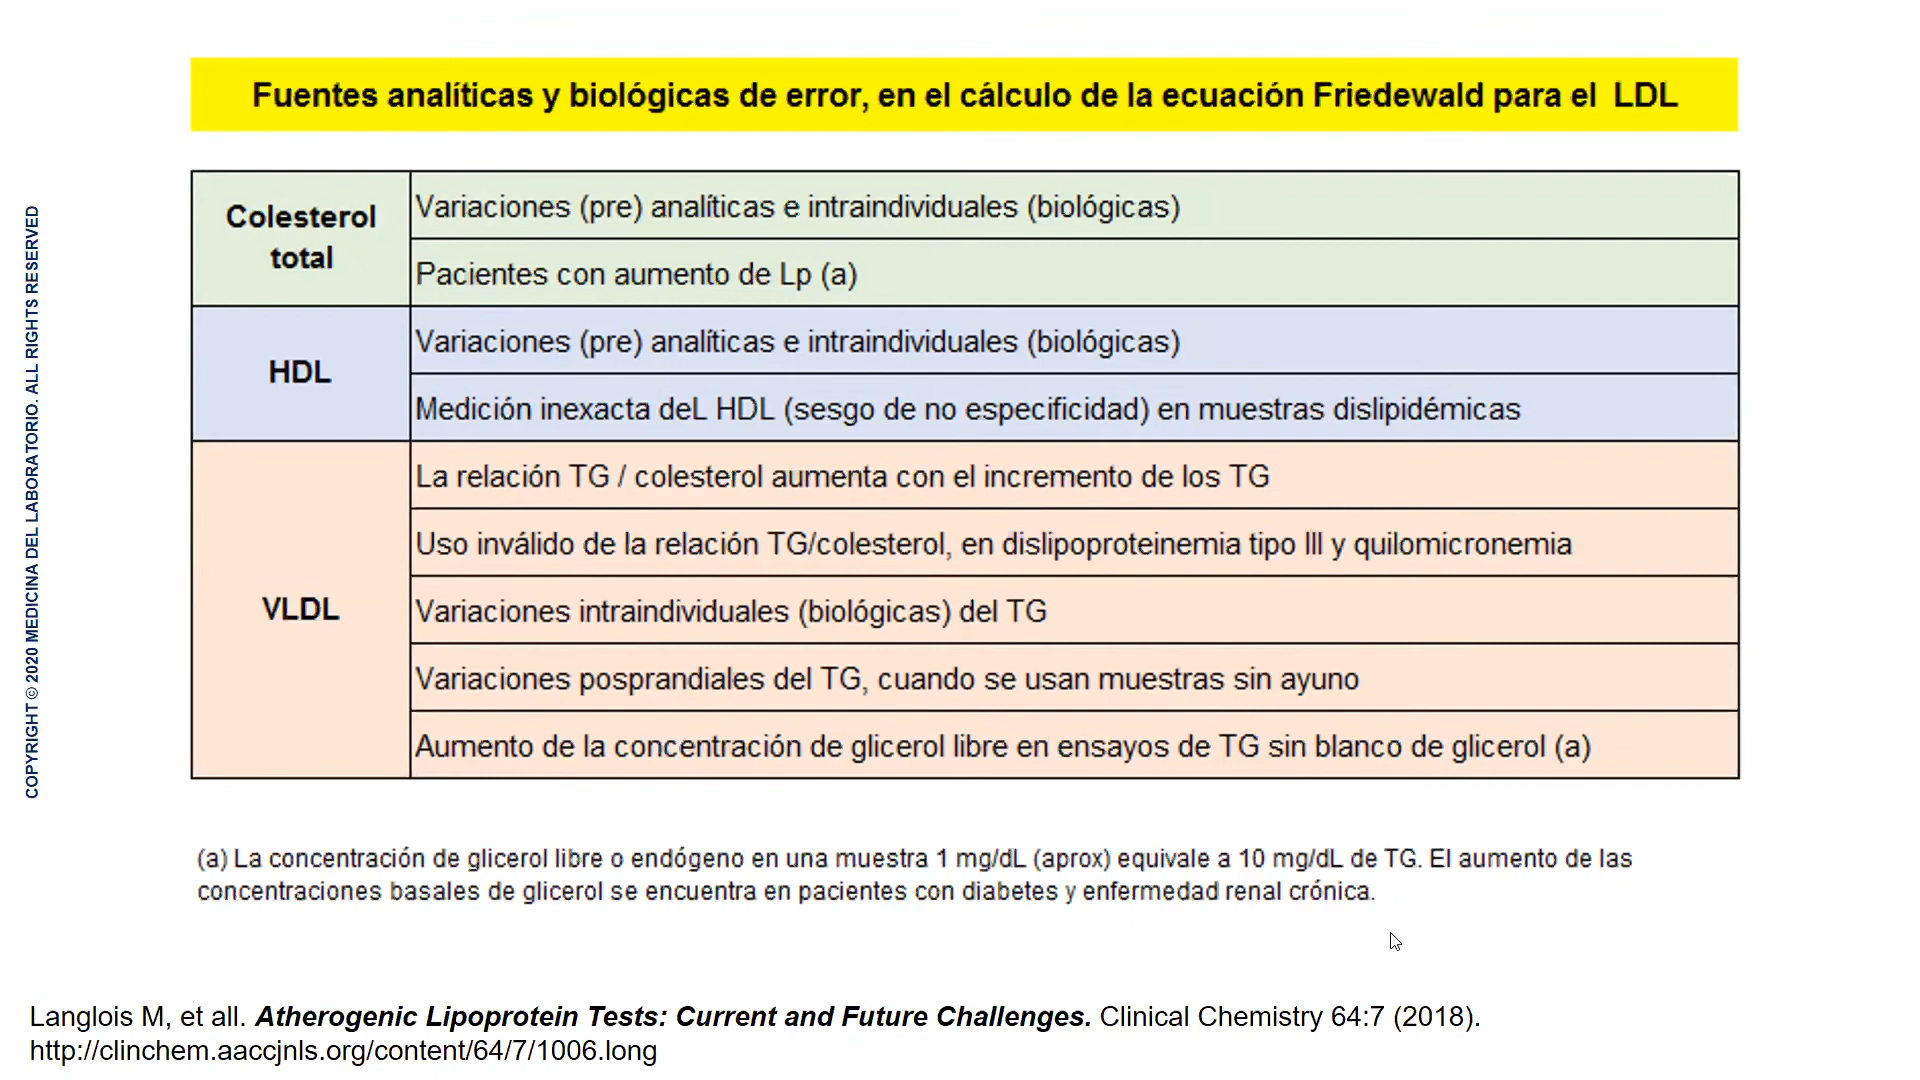 Fuentes analíticas y biológicas de error, en el cálculo de la ecuación Friedewald para el LDL
Colesterol
total
Variaciones (pre) analíticas e intraindividuales (biológicas)
Pacientes con aumento de Lp (a)
HDL
Variaciones (pre) analíticas e intraindividuales (biológicas)
Medición inexacta deL HDL (sesgo de no especificidad) en muestras dislipidémicas
VLDL
La relación TG / colesterol aumenta con el incremento de los TG
Uso inválido de la relación TG/colesterol, en dislipoproteinemia tipo III y quilomicronemia
Variaciones intraindividuales (biológicas) del TG
Variaciones posprandiales del TG, cuando se usan muestras sin ayuno
Aumento de la concentración de glicerol libre en ensayos de TG sin blanco de glicerol (a)
(a) La concentración de glicerol libre o endógeno en una muestra 1 mg/dL (aprox) equivale a 10 mg/dL de TG. El aumento de las
concentraciones basales de glicerol se encuentra en pacientes con diabetes y enfermedad renal crónica.
Langlois M, et all. Atherogenic Lipoprotein Tests: Current and Future Challenges. Clinical Chemistry 64:7 (2018).
http://clinchem.aaccjnls.org/content/64/7/1006.long
COPYRIGHT © 2020 MEDICINA DEL LABORATORIO. ALL RIGHTS RESERVED